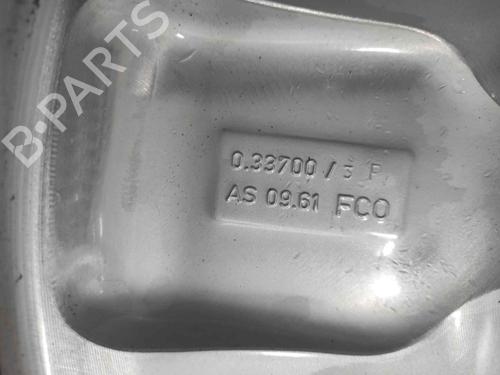 B-PARTS
0.33700 / 3 P
AS 09.61 FCO